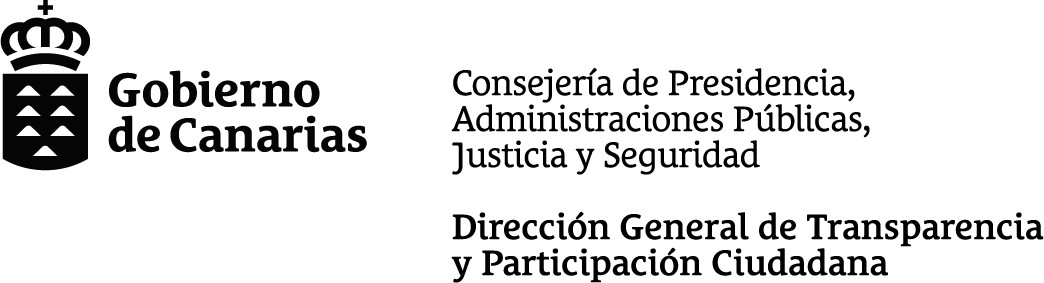 Gobierno
de Canarias
Consejería de Presidencia,
Administraciones Públicas,
Justicia y Seguridad
Dirección General de Transparencia
y Participación Ciudadana